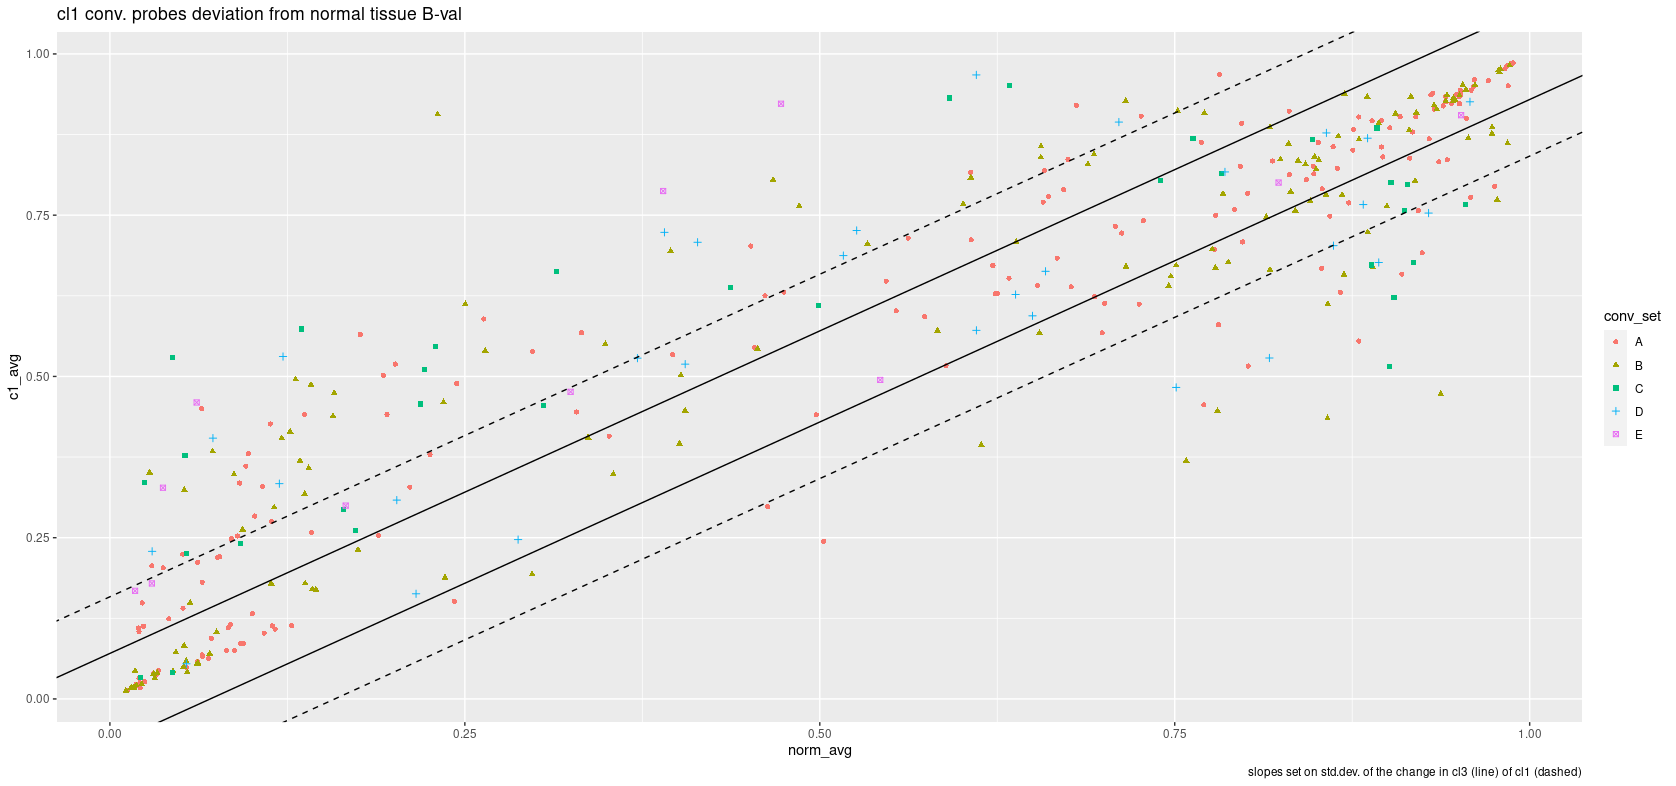 cl1 conv. probes deviation from normal tissue B-val
c1_avg
1.00
0.75
0.50
0.25
0.00
0.00
0.25
0.50
0.75
1.00
norm_avg
conv_set
A
B
C
D
E
slopes set on std.dev. of the change in cl3 (line) of cl1 (dashed)